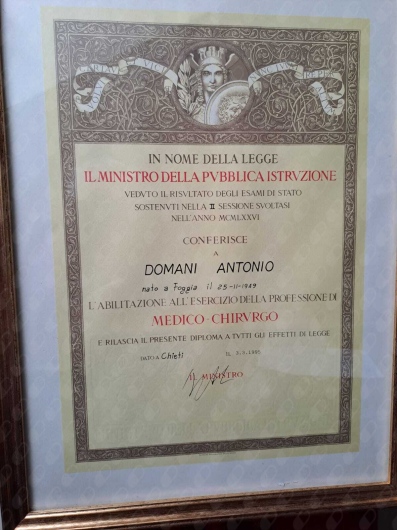 IN NOME DELLA LEGGE
IL MINISTRO DELLA PVBBLICA ISTRVZIONE
VEDVTO IL RISVLTATO DEGLI ESAMI DI STATO
SOSTENVTI NELLA II SESSIONE SVOLTASI
NELL'ANNO MCMLXXVI
CONFERISCE
A
DOMANI ANTONIO
nato a Foggia il 25-11-1949
L'ABILITAZIONE ALL'ESERCIZIO DELLA PROFESSIONE DI
MEDICO-CHIRVRGO
E RILASCIA IL PRESENTE DIPLOMA A TVTTI GLI EFFETTI DI LEGGE
DATO A Chieti IL
IL MINISTRO